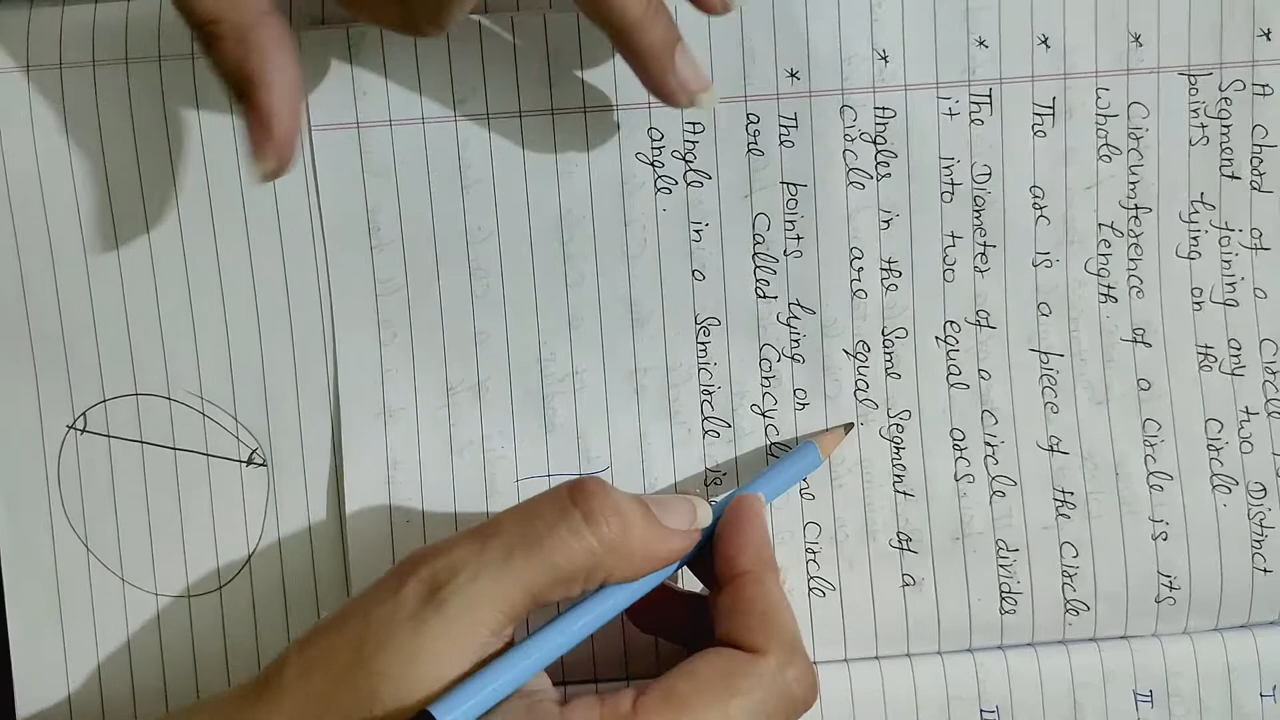 * A chord of a circle
Segment joining any two Distinct
points lying on the circle.
* Circumference of a circle is its
whole Length.
* The arc is a piece of the circle.
* The Diameter of a circle divides
it into two equal arcs.
* Angles in the Same Segment of a
circle are equal.
* The points lying on circle
are called
Angle in a Semicircle is
angle.
I
II